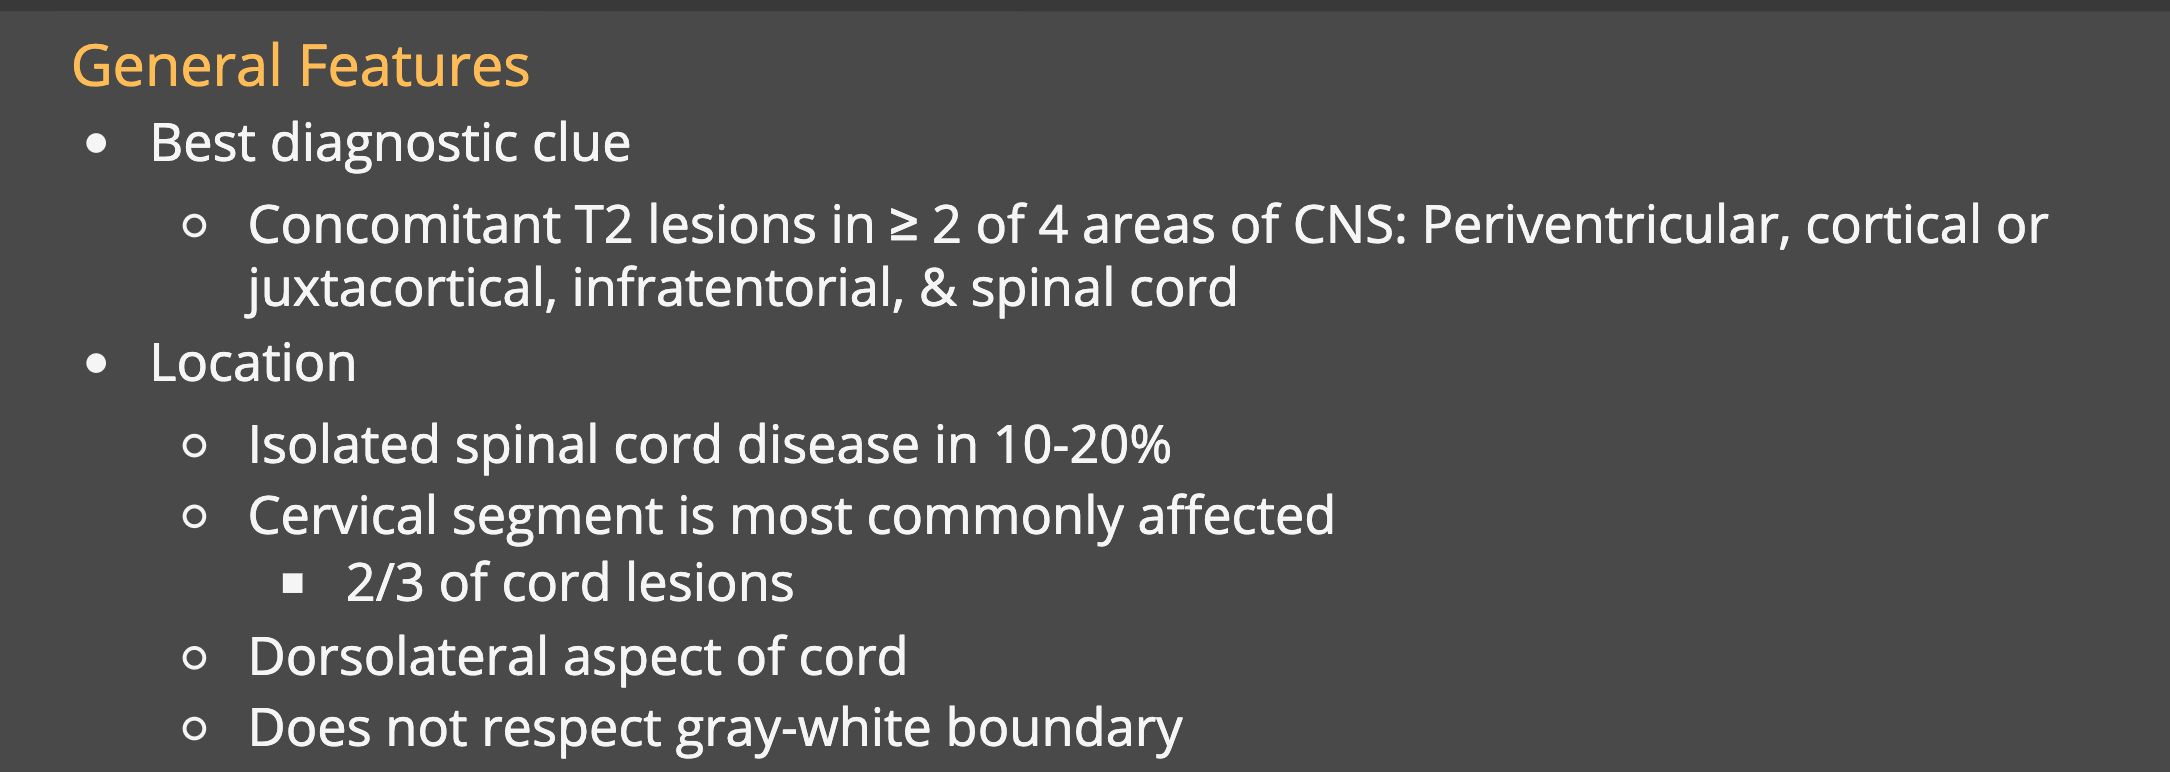 General Features
• Best diagnostic clue
○ Concomitant T2 lesions in ≥ 2 of 4 areas of CNS: Periventricular, cortical or
juxtacortical, infratentorial, & spinal cord
• Location
○ Isolated spinal cord disease in 10-20%
○ Cervical segment is most commonly affected
■ 2/3 of cord lesions
○ Dorsolateral aspect of cord
○ Does not respect gray-white boundary